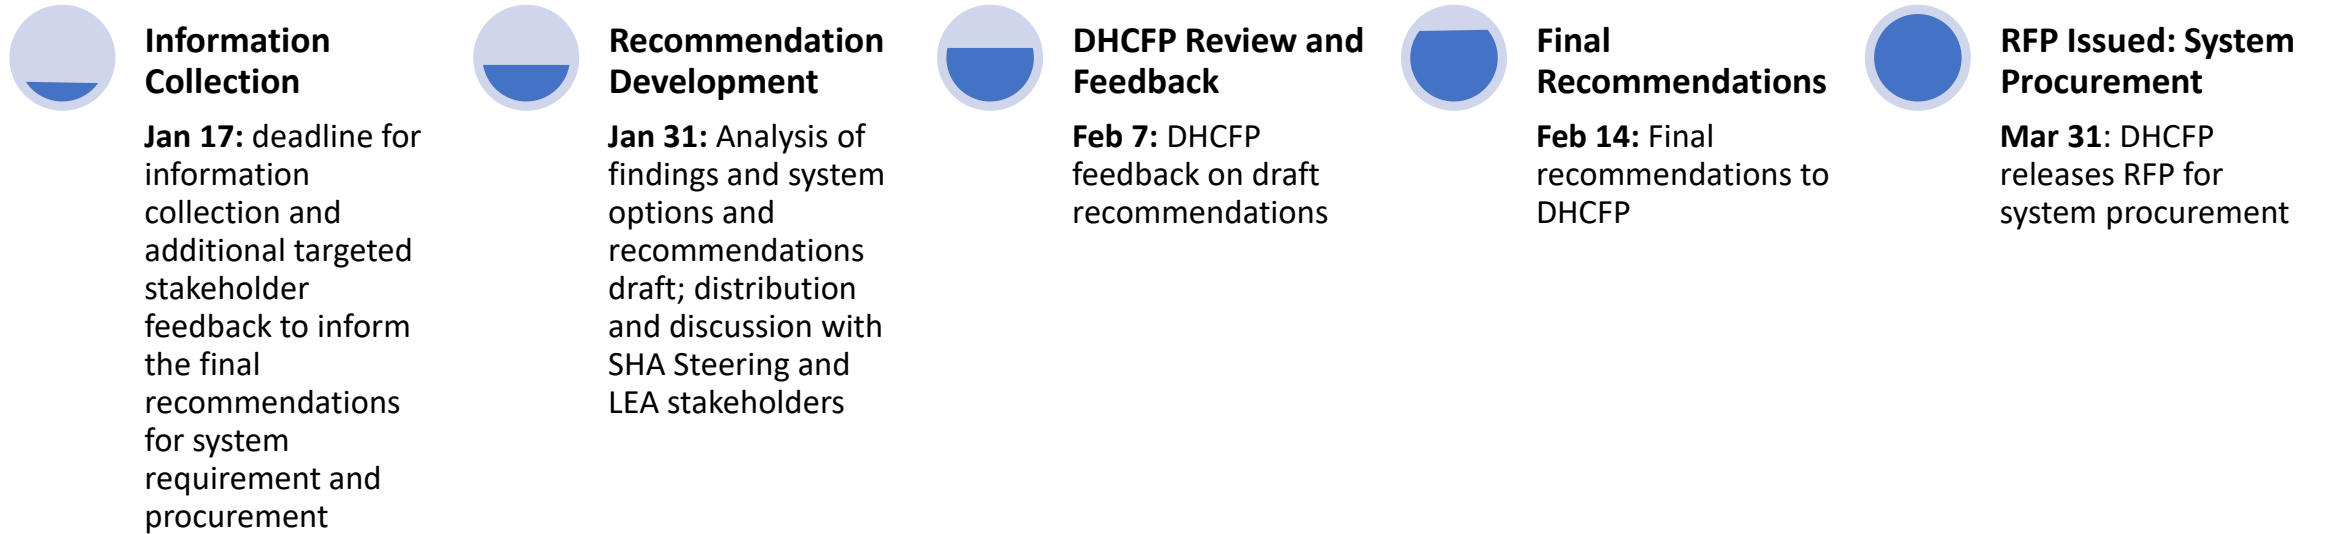 Information
Collection
Jan 17: deadline for
information
collection and
additional targeted
stakeholder
feedback to inform
the final
recommendations
for system
requirement and
procurement
Recommendation
Development
Jan 31: Analysis of
findings and system
options and
recommendations
draft; distribution
and discussion with
SHA Steering and
LEA stakeholders
DHCFP Review and
Feedback
Feb 7: DHCFP
feedback on draft
recommendations
Final
Recommendations
Feb 14: Final
recommendations to
DHCFP
RFP Issued: System
Procurement
Mar 31: DHCFP
releases RFP for
system procurement